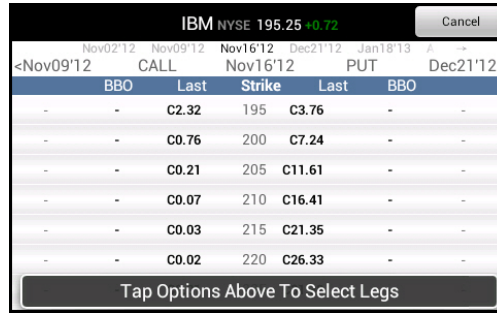 IBM NYSE 195.25 +0.72 Cancel
Nov02'12 Nov09'12 Nov16'12 Dec21'12 Jan18'13 A →
<Nov09'12 CALL Nov16'12 PUT Dec21'12
BBO Last Strike Last BBO
- - C2.32 195 C3.76 - -
- - C0.76 200 C7.24 - -
- - C0.21 205 C11.61 - -
- - C0.07 210 C16.41 - -
- - C0.03 215 C21.35 - -
- - C0.02 220 C26.33 - -
Tap Options Above To Select Legs